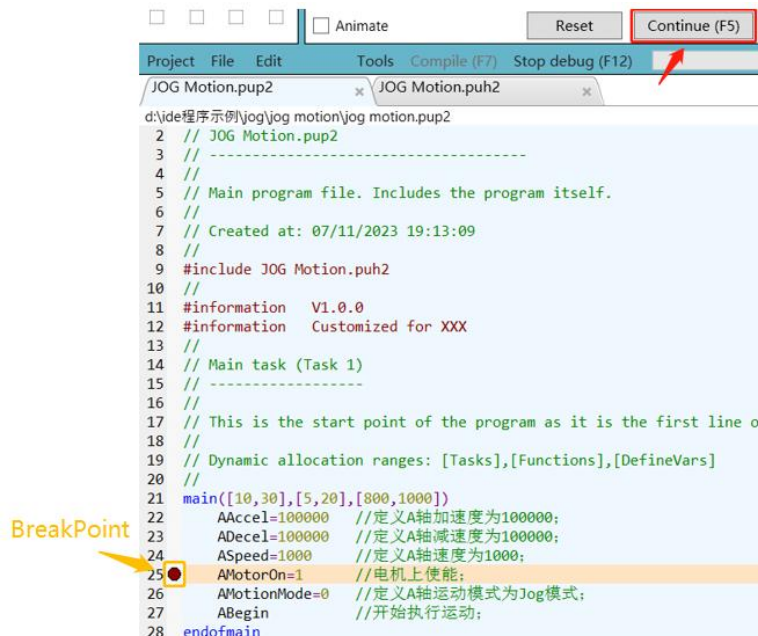 Animate Reset Continue (F5)
Project File Edit Tools Compile (F7) Stop debug (F12)
JOG Motion.pup2 × JOG Motion.puh2 ×
d:\ide程序示例\jog\jog motion\jog motion.pup2
2 // JOG Motion.pup2
3 // -------------------------------------
4 //
5 // Main program file. Includes the program itself.
6 //
7 // Created at: 07/11/2023 19:13:09
8 //
9 #include JOG Motion.puh2
10 //
11 #information V1.0.0
12 #information Customized for XXX
13 //
14 // Main task (Task 1)
15 // ------------------
16 //
17 // This is the start point of the program as it is the first line o
18 //
19 // Dynamic allocation ranges: [Tasks],[Functions],[DefineVars]
20 //
21 main([10,30],[5,20],[800,1000])
22 AAccel=100000 //定义A轴加速度为100000;
23 ADecel=100000 //定义A轴减速度为100000;
24 ASpeed=1000 //定义A轴速度为1000;
BreakPoint
25 AMotorOn=1 //电机上使能;
26 AMotionMode=0 //定义A轴运动模式为Jog模式;
27 ABegin //开始执行运动;
28 endofmain